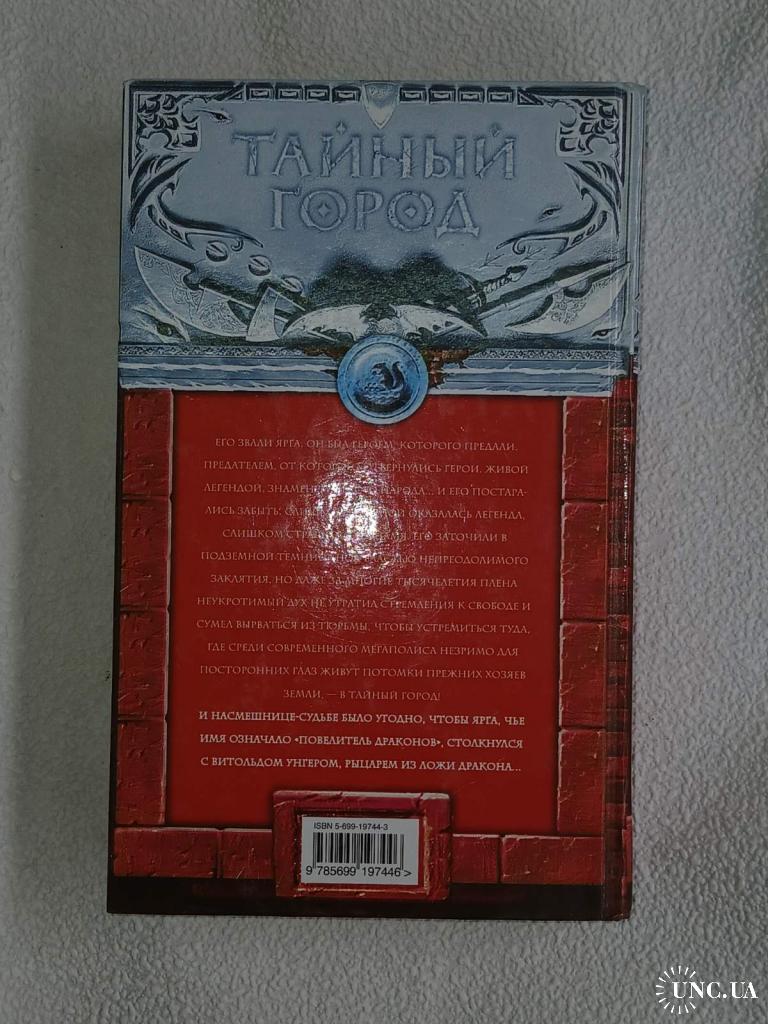 ТАЙНЫЙ
ГОРОД
ЕГО ЗВАЛИ ЯРГА, ОН БЫЛ ГЕРОЕМ, КОТОРОГО ПРЕДАЛИ,
ПРЕДАТЕЛЕМ, ОТ КОТОРОГО ОТВЕРНУЛИСЬ ГЕРОИ, ЖИВОЙ
ЛЕГЕНДОЙ, НАРОДА... И ЕГО ПОСТАРА-
ЛИСЬ ЗАБЫТЬ: ОКАЗАЛАСЬ ЛЕГЕНДА,
СЛИШКОМ ЕГО ЗАТОЧИЛИ В
ПОДЗЕМНОЙ НЕПРЕОДОЛИМОГО
ЗАКЛЯТИЯ, НО ДАЖЕ ЗА МНОГИЕ ТЫСЯЧЕЛЕТИЯ ПЛЕНА
НЕУКРОТИМЫЙ ДУХ НЕ УТРАТИЛ СТРЕМЛЕНИЯ К СВОБОДЕ И
СУМЕЛ ВЫРВАТЬСЯ ИЗ ТЮРЬМЫ, ЧТОБЫ УСТРЕМИТЬСЯ ТУДА,
ГДЕ СРЕДИ СОВРЕМЕННОГО МЕГАПОЛИСА НЕЗРИМО ДЛЯ
ПОСТОРОННИХ ГЛАЗ ЖИВУТ ПОТОМКИ ПРЕЖНИХ ХОЗЯЕВ
ЗЕМЛИ, — В ТАЙНЫЙ ГОРОД!
И НАСМЕШНИЦЕ-СУДЬБЕ БЫЛО УГОДНО, ЧТОБЫ ЯРГА, ЧЬЕ
ИМЯ ОЗНАЧАЛО «ПОВЕЛИТЕЛЬ ДРАКОНОВ», СТОЛКНУЛСЯ
С ВИТОЛЬДОМ УНГЕРОМ, РЫЦАРЕМ ИЗ ЛОЖИ ДРАКОНА...
ISBN 5-699-19744-3
9 785699 197446 >
UNC.UA